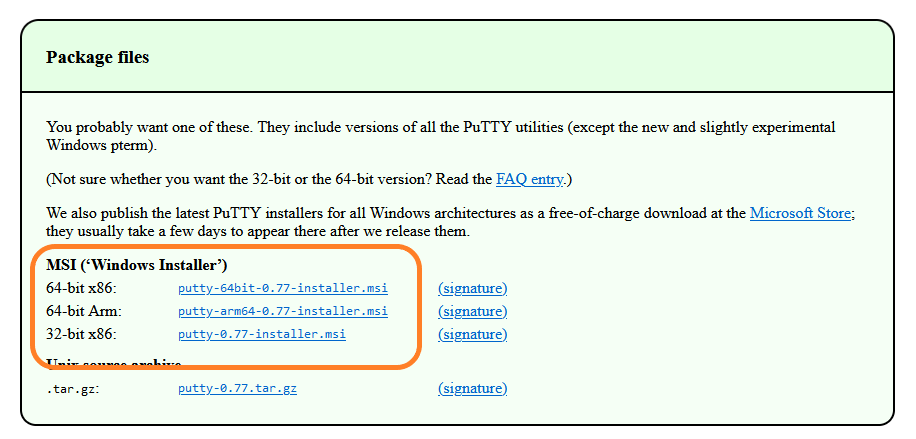 Package files
You probably want one of these. They include versions of all the PuTTY utilities (except the new and slightly experimental
Windows pterm).
(Not sure whether you want the 32-bit or the 64-bit version? Read the FAQ entry.)
We also publish the latest PuTTY installers for all Windows architectures as a free-of-charge download at the Microsoft Store;
they usually take a few days to appear there after we release them.
MSI (‘Windows Installer’)
64-bit x86: putty-64bit-0.77-installer.msi (signature)
64-bit Arm: putty-arm64-0.77-installer.msi (signature)
32-bit x86: putty-0.77-installer.msi (signature)
Unix source archive
.tar.gz: putty-0.77.tar.gz (signature)